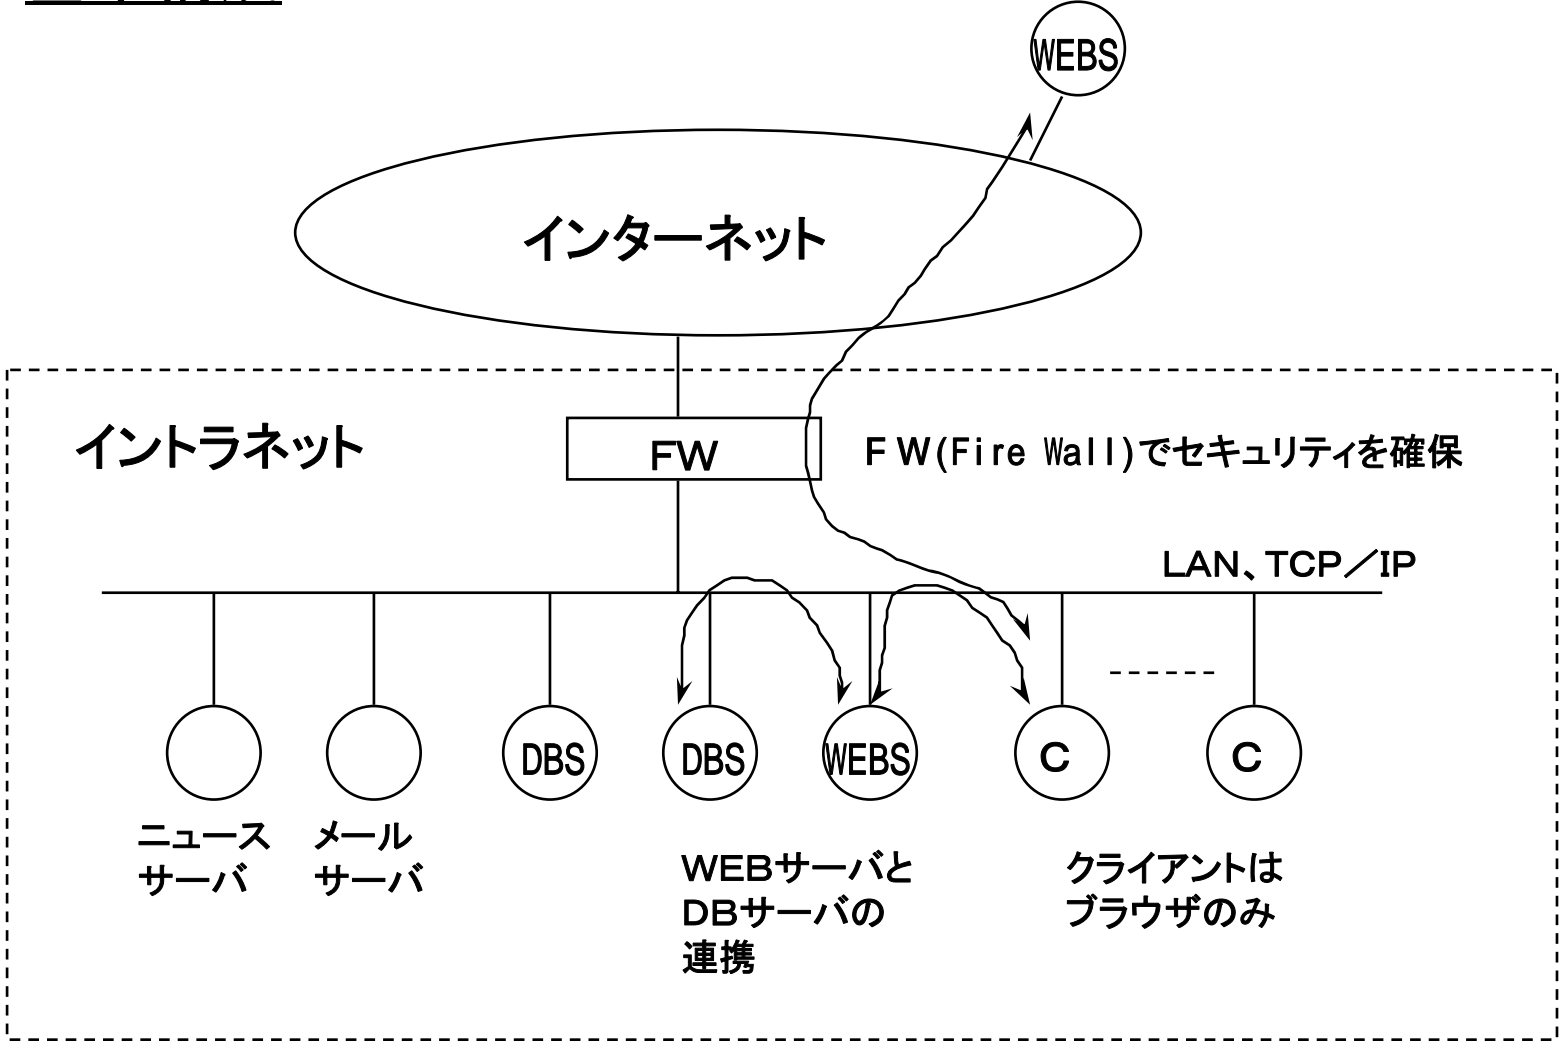 WEBS
インターネット
イントラネット
ＦＷ
ＦＷ(Fire Wall)でセキュリティを確保
LAN、TCP／IP
DBS
DBS
WEBS
C
C
ニュース
サーバ
メール
サーバ
WEBサーバと
DBサーバの
連携
クライアントは
ブラウザのみ